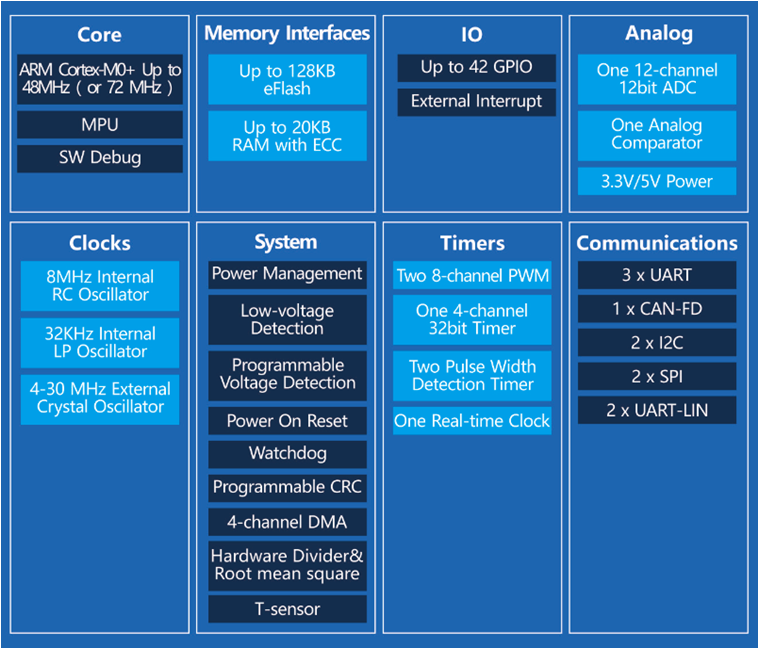 Core
ARM Cortex-M0+ Up to
48MHz ( or 72 MHz )
MPU
SW Debug
Memory Interfaces
Up to 128KB
eFlash
Up to 20KB
RAM with ECC
IO
Up to 42 GPIO
External Interrupt
Analog
One 12-channel
12bit ADC
One Analog
Comparator
3.3V/5V Power
Clocks
8MHz Internal
RC Oscillator
32KHz Internal
LP Oscillator
4-30 MHz External
Crystal Oscillator
System
Power Management
Low-voltage
Detection
Programmable
Voltage Detection
Power On Reset
Watchdog
Programmable CRC
4-channel DMA
Hardware Divider&
Root mean square
T-sensor
Timers
Two 8-channel PWM
One 4-channel
32bit Timer
Two Pulse Width
Detection Timer
One Real-time Clock
Communications
3 x UART
1 x CAN-FD
2 x I2C
2 x SPI
2 x UART-LIN